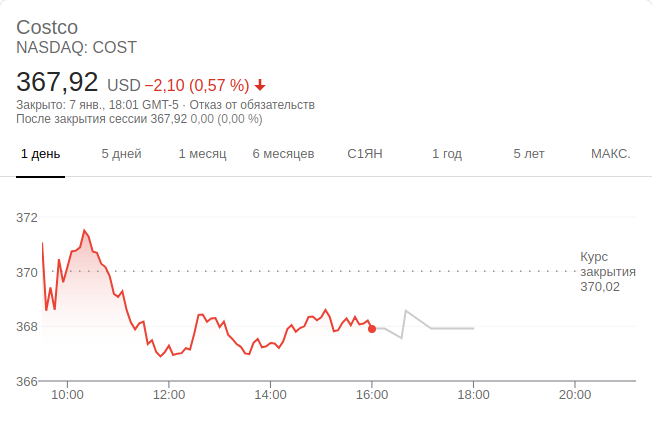 Costco
NASDAQ: COST
367,92 USD −2,10 (0,57 %)
Закрыто: 7 янв., 18:01 GMT-5 · Отказ от обязательств
После закрытия сессии 367,92 0,00 (0,00 %)
1 день 5 дней 1 месяц 6 месяцев С1ЯН 1 год 5 лет МАКС.
372
370
368
366
Курс
закрытия
370,02
10:00 12:00 14:00 16:00 18:00 20:00